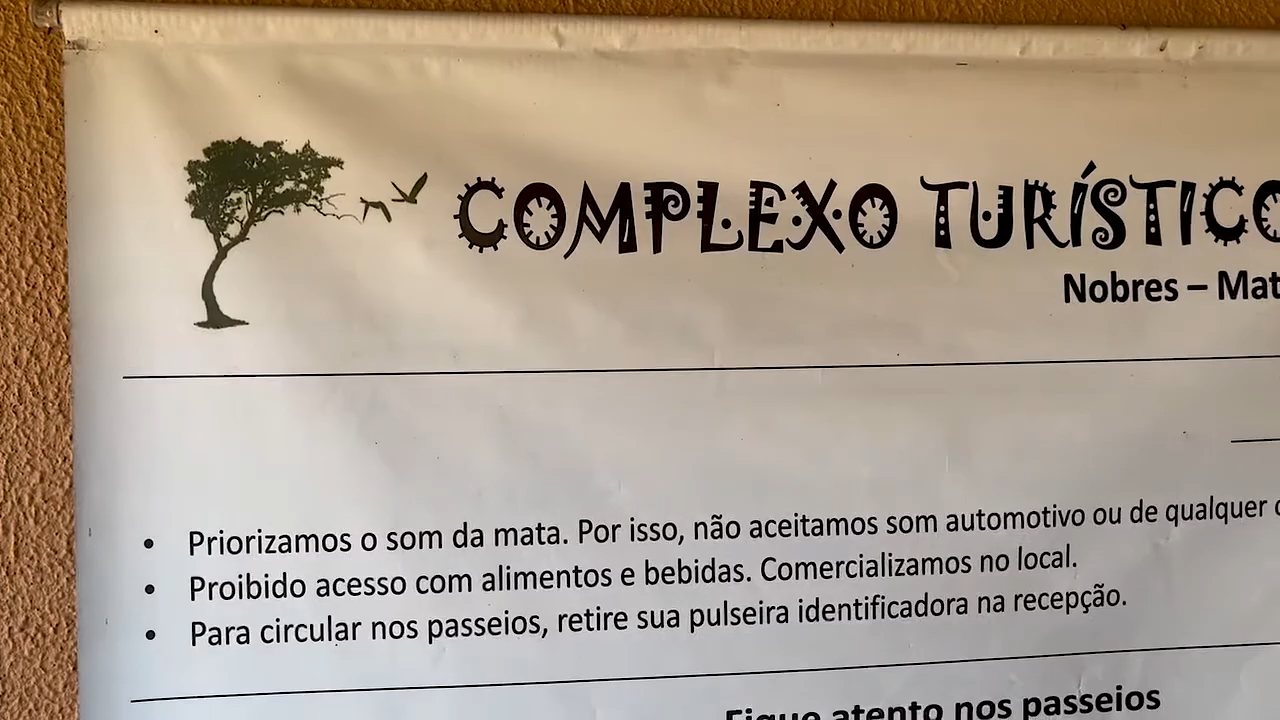 COMPLEXO TURÍSTICO
Nobres – Mat
• Priorizamos o som da mata. Por isso, não aceitamos som automotivo ou de qualquer
• Proibido acesso com alimentos e bebidas. Comercializamos no local.
• Para circular nos passeios, retire sua pulseira identificadora na recepção.
Fique atento nos passeios